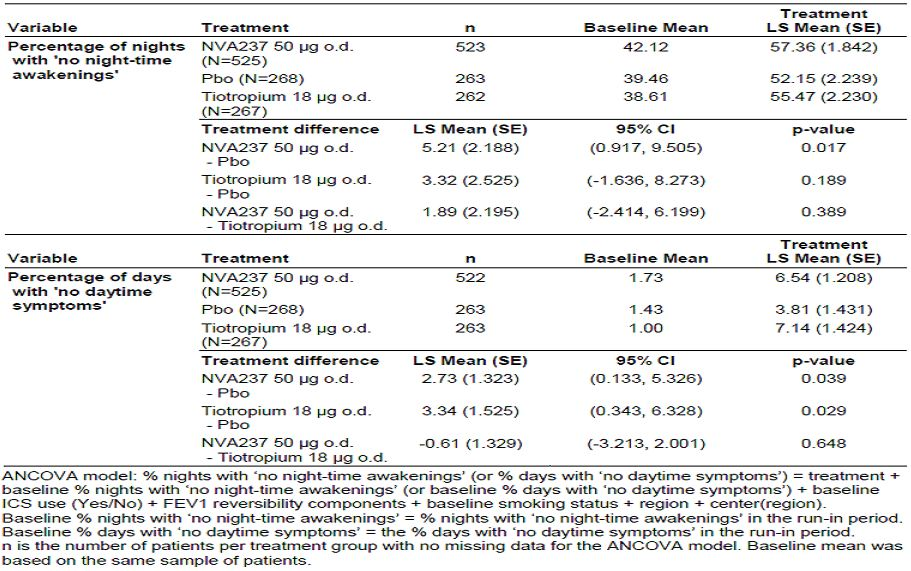 Variable Treatment n Baseline Mean Treatment LS Mean (SE)
Percentage of nights with 'no night-time awakenings' NVA237 50 µg o.d. (N=525) 523 42.12 57.36 (1.842)
Pbo (N=268) 263 39.46 52.15 (2.239)
Tiotropium 18 µg o.d. (N=267) 262 38.61 55.47 (2.230)
Treatment difference LS Mean (SE) 95% CI p-value
NVA237 50 µg o.d. - Pbo 5.21 (2.188) (0.917, 9.505) 0.017
Tiotropium 18 µg o.d. - Pbo 3.32 (2.525) (-1.636, 8.273) 0.189
NVA237 50 µg o.d. - Tiotropium 18 µg o.d. 1.89 (2.195) (-2.414, 6.199) 0.389
Variable Treatment n Baseline Mean Treatment LS Mean (SE)
Percentage of days with 'no daytime symptoms' NVA237 50 µg o.d. (N=525) 522 1.73 6.54 (1.208)
Pbo (N=268) 263 1.43 3.81 (1.431)
Tiotropium 18 µg o.d. (N=267) 263 1.00 7.14 (1.424)
Treatment difference LS Mean (SE) 95% CI p-value
NVA237 50 µg o.d. - Pbo 2.73 (1.323) (0.133, 5.326) 0.039
Tiotropium 18 µg o.d. - Pbo 3.34 (1.525) (0.343, 6.328) 0.029
NVA237 50 µg o.d. - Tiotropium 18 µg o.d. -0.61 (1.329) (-3.213, 2.001) 0.648
ANCOVA model: % nights with ‘no night-time awakenings’ (or % days with ‘no daytime symptoms’) = treatment +
baseline % nights with ‘no night-time awakenings’ (or baseline % days with ‘no daytime symptoms’) + baseline
ICS use (Yes/No) + FEV1 reversibility components + baseline smoking status + region + center(region).
Baseline % nights with ‘no night-time awakenings’ = % nights with ‘no night-time awakenings’ in the run-in period.
Baseline % days with ‘no daytime symptoms’ = the % days with ‘no daytime symptoms’ in the run-in period.
n is the number of patients per treatment group with no missing data for the ANCOVA model. Baseline mean was
based on the same sample of patients.